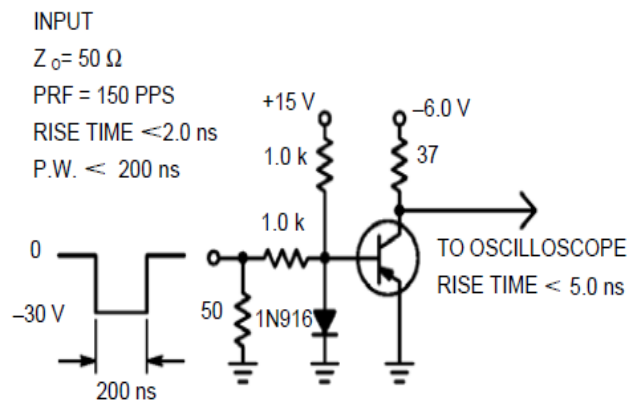 INPUT
Z O = 50 Ω
PRF = 150 PPS
RISE TIME <2.0 ns
P.W. < 200 ns
+15 V
–6.0 V
1.0 k
37
1.0 k
0
TO OSCILLOSCOPE
RISE TIME < 5.0 ns
–30 V
50
1N916
200 ns